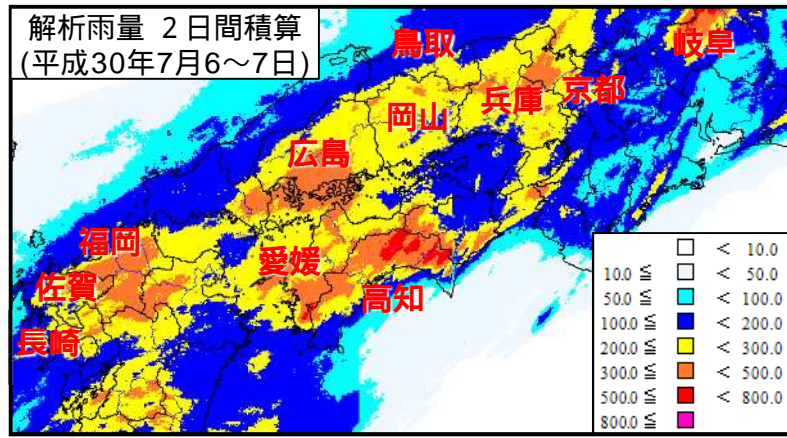 解析雨量 2日間積算
(平成30年7月6~7日)
鳥取
岐阜
兵庫
京都
岡山
広島
福岡
愛媛
佐賀
高知
長崎
< 10.0
10.0 ≦ < 50.0
50.0 ≦ < 100.0
100.0 ≦ < 200.0
200.0 ≦ < 300.0
300.0 ≦ < 500.0
500.0 ≦ < 800.0
800.0 ≦